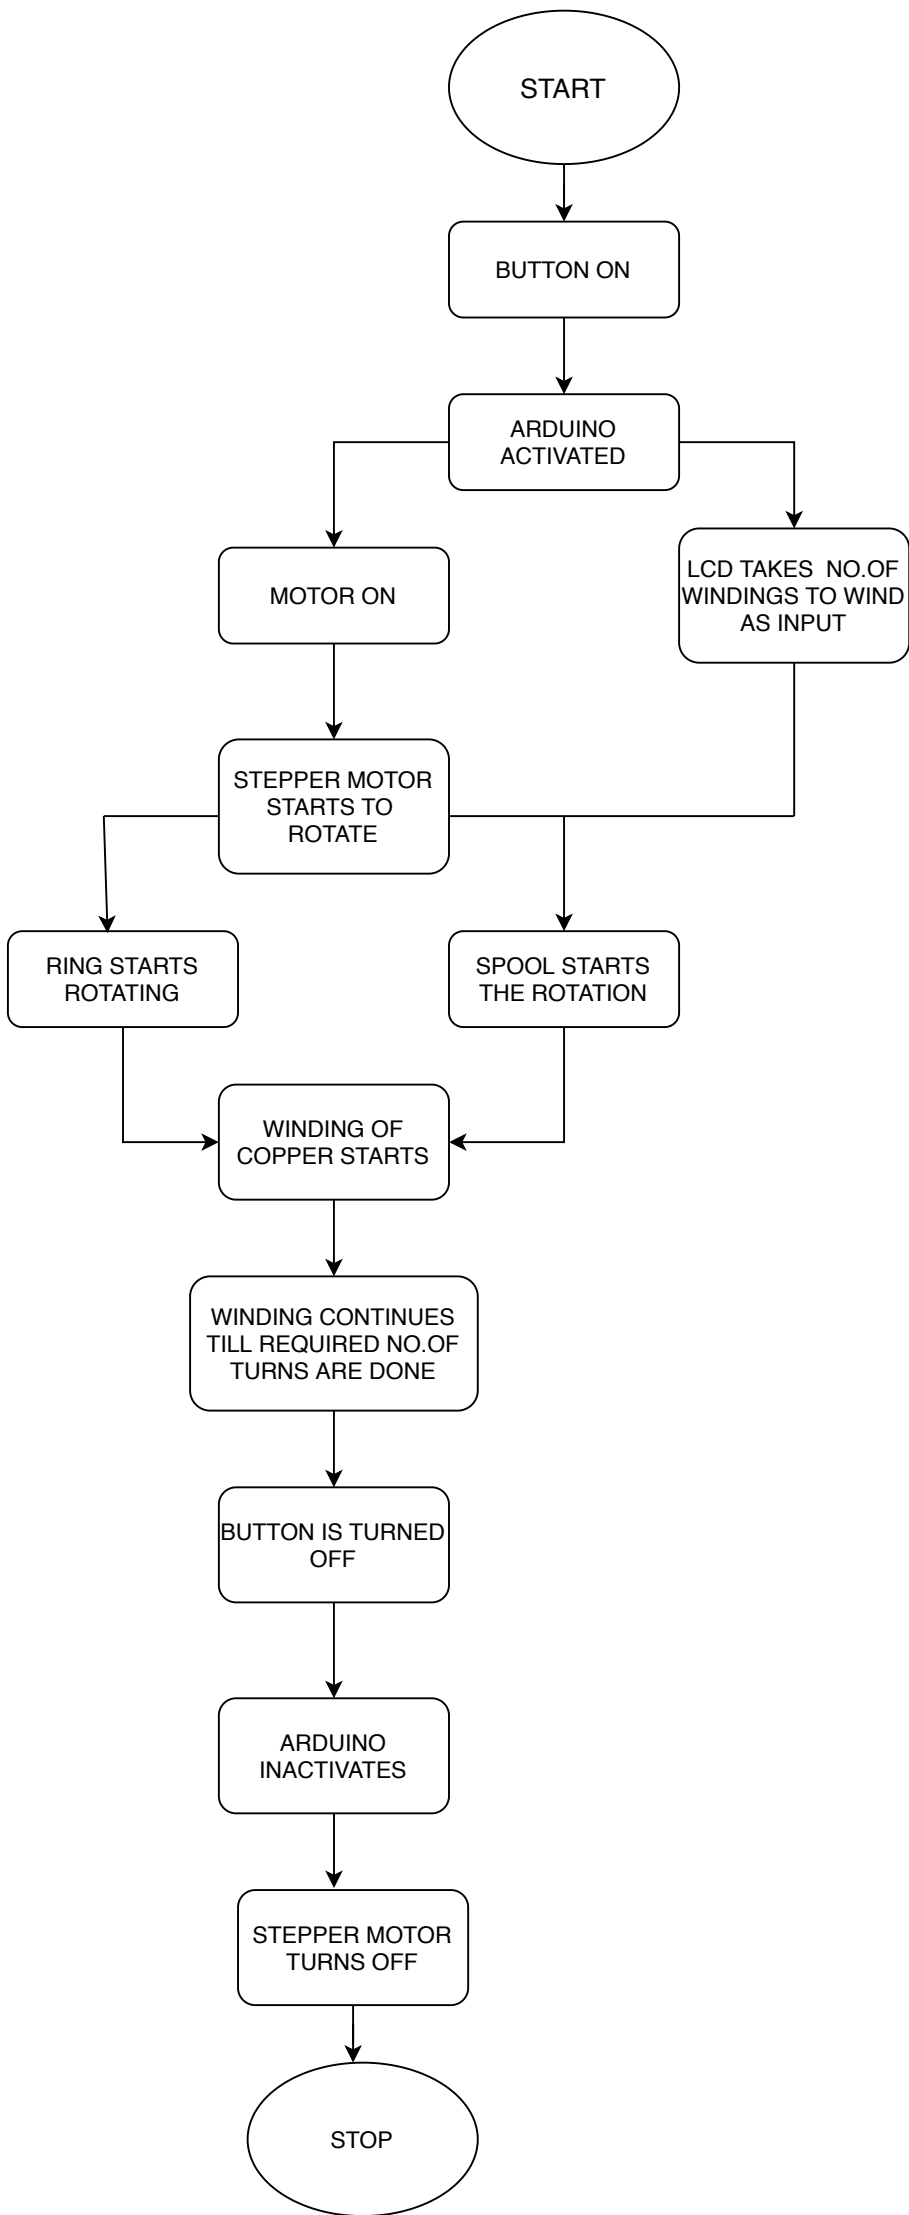 START
BUTTON ON
ARDUINO
ACTIVATED
MOTOR ON
LCD TAKES  NO.OF
WINDINGS TO WIND
AS INPUT
STEPPER MOTOR
STARTS TO
ROTATE
RING STARTS
ROTATING
SPOOL STARTS
THE ROTATION
WINDING OF
COPPER STARTS
WINDING CONTINUES
TILL REQUIRED NO.OF
TURNS ARE DONE
BUTTON IS TURNED
OFF
ARDUINO
INACTIVATES
STEPPER MOTOR
TURNS OFF
STOP